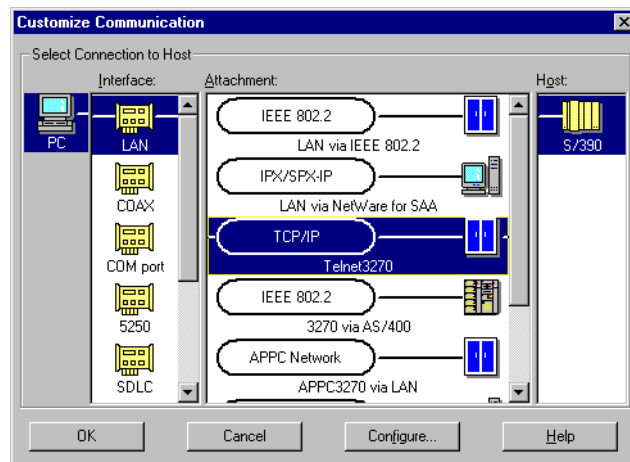 Customize Communication
Select Connection to Host
Interface:
Attachment:
Host:
PC
LAN
COAX
COM port
5250
SDLC
IEEE 802.2
LAN via IEEE 802.2
IPX/SPX-IP
LAN via NetWare for SAA
TCP/IP
Telnet3270
IEEE 802.2
3270 via AS/400
APPC Network
APPC3270 via LAN
S/390
OK
Cancel
Configure...
Help